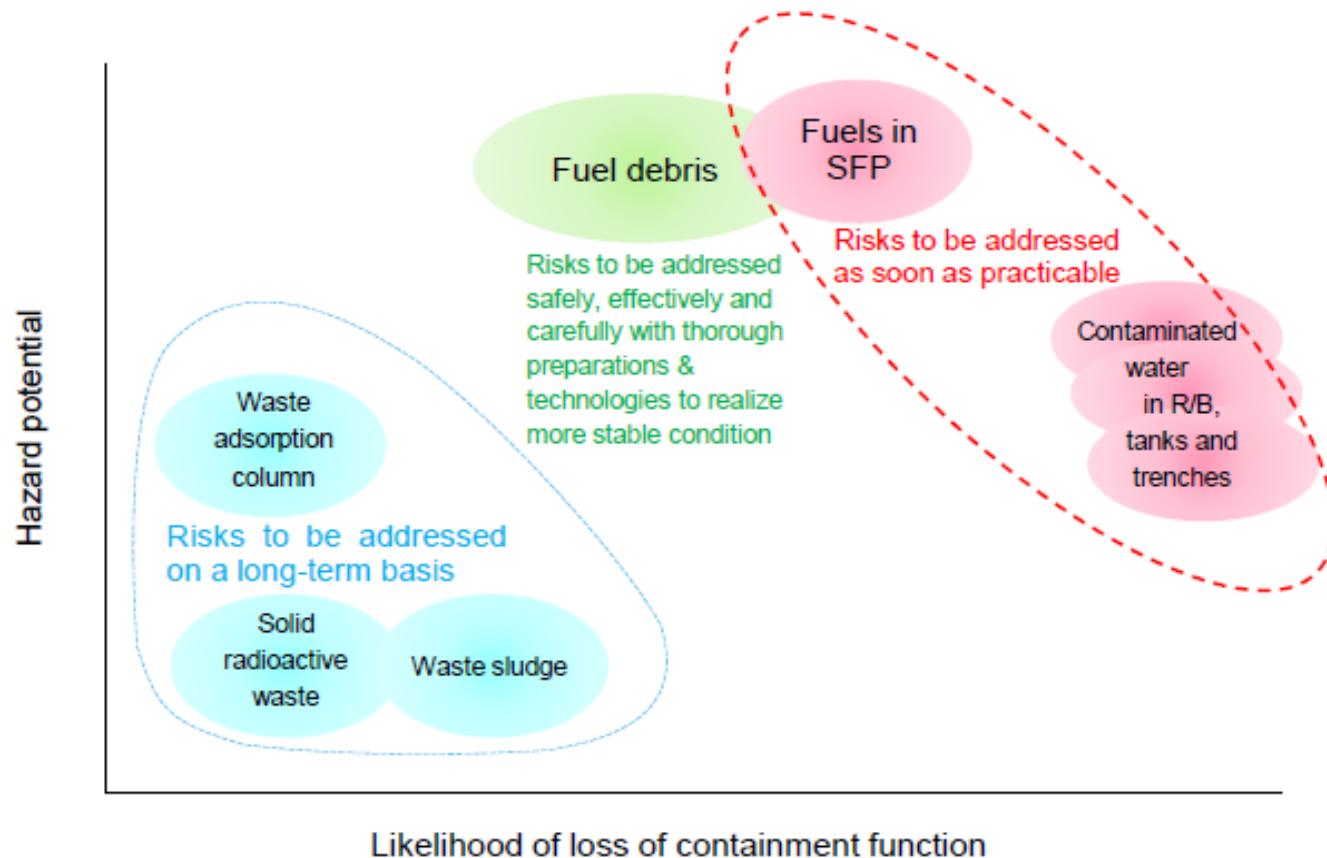 Hazard potential
Fuel debris
Fuels in
SFP
Risks to be addressed
as soon as practicable
Risks to be addressed
safely, effectively and
carefully with thorough
preparations &
technologies to realize
more stable condition
Contaminated
water
in R/B,
tanks and
trenches
Waste
adsorption
column
Risks to be addressed
on a long-term basis
Solid
radioactive
waste
Waste sludge
Likelihood of loss of containment function